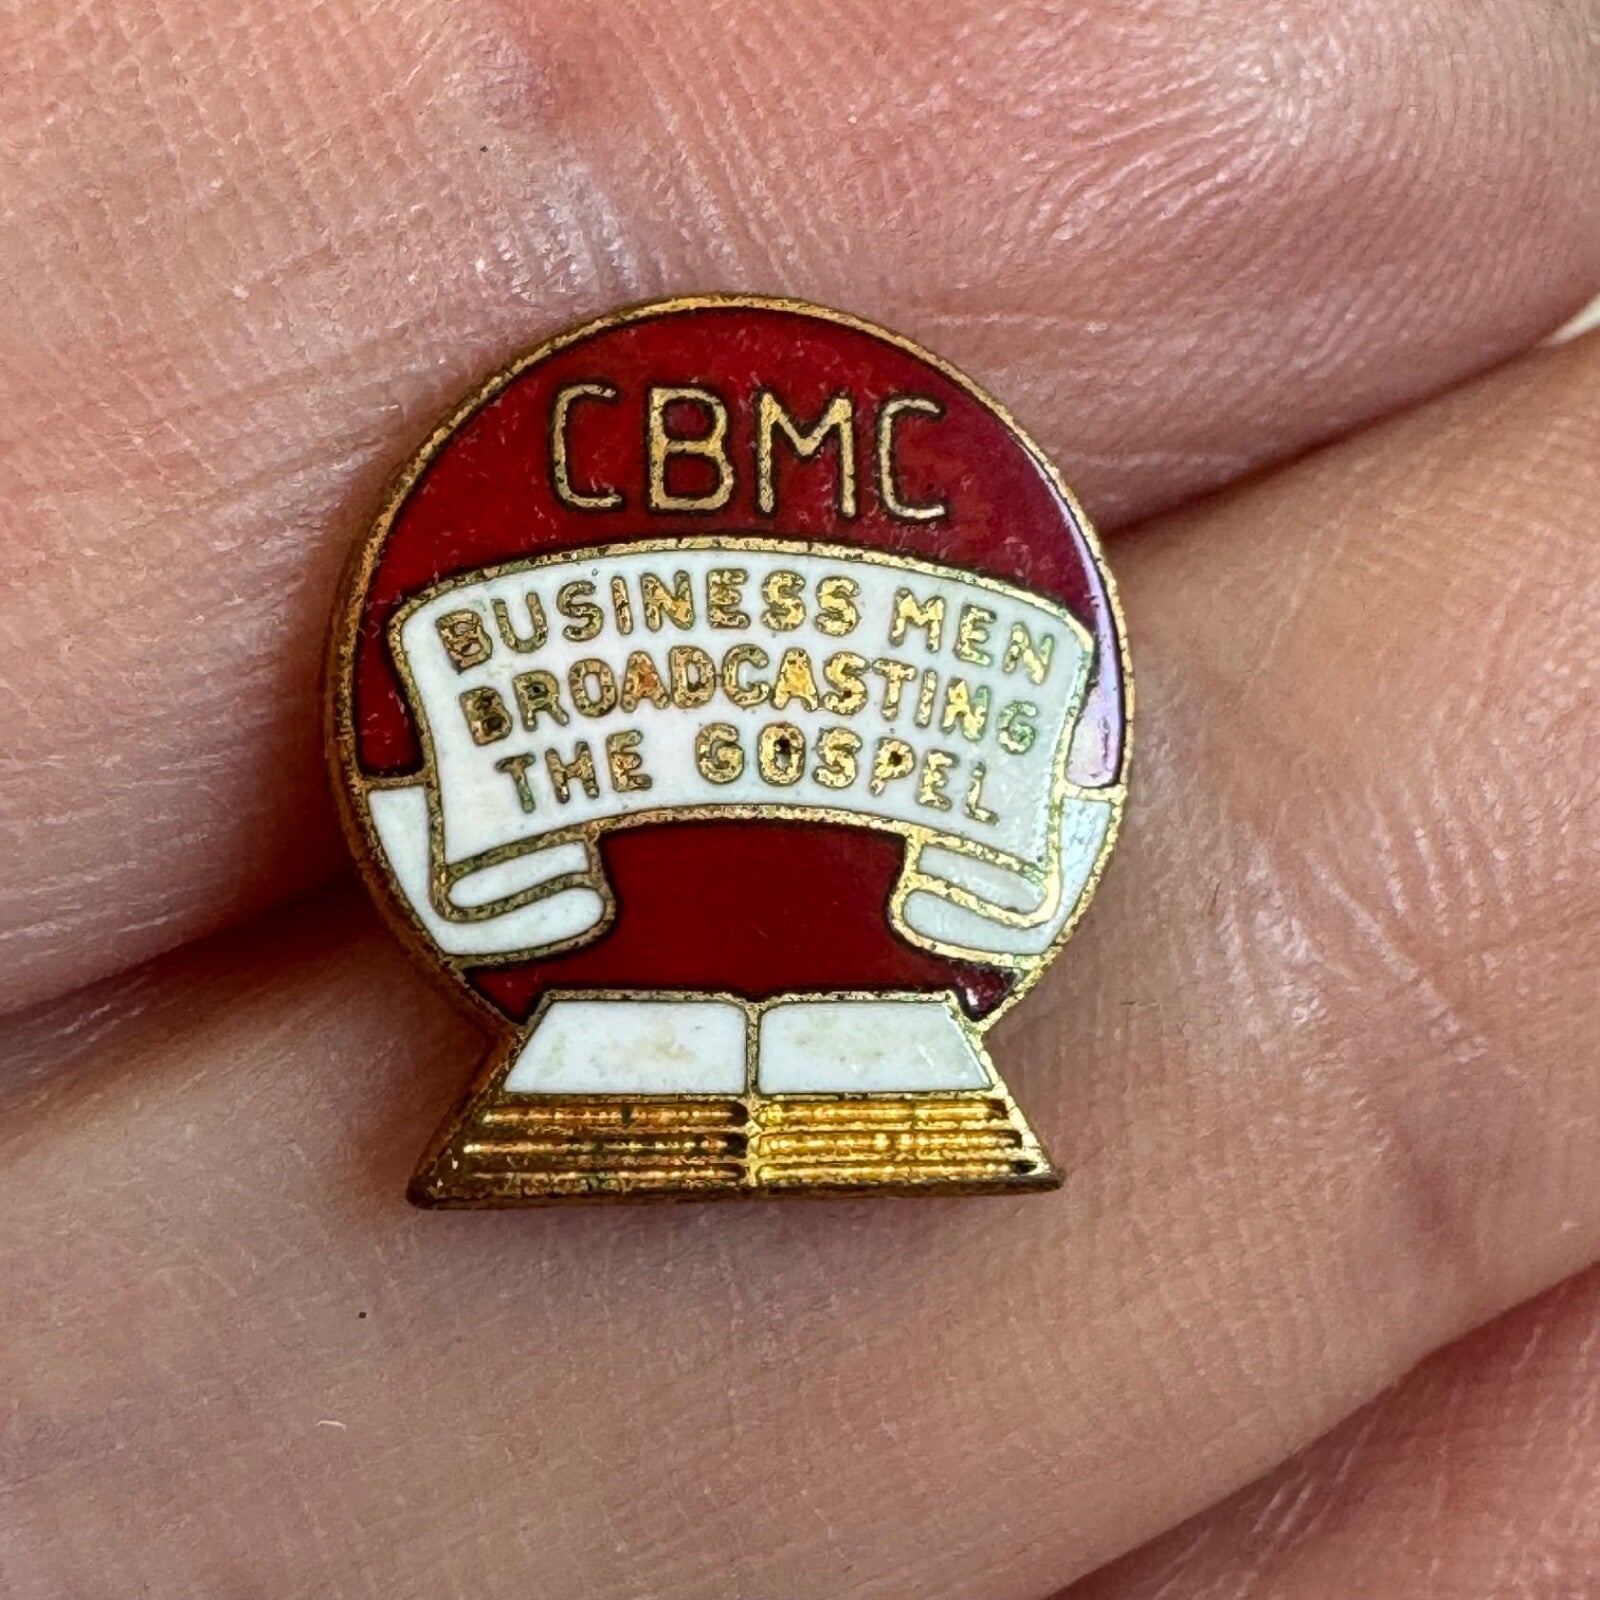 CBMC
BUSINESS MEN
BROADCASTING
THE GOSPEL